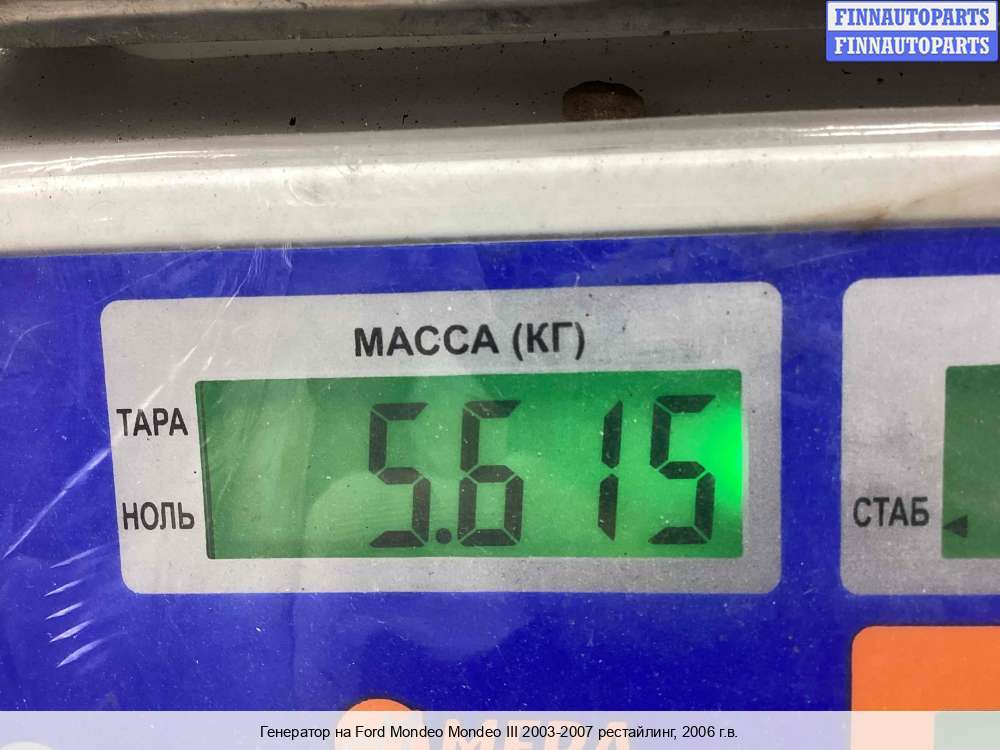 FINNAUTOPARTS
FINNAUTOPARTS
МАССА (КГ)
ТАРА
5.615
НОЛЬ
СТАБ
Генератор на Ford Mondeo Mondeo III 2003-2007 рестайлинг, 2006 г.в.